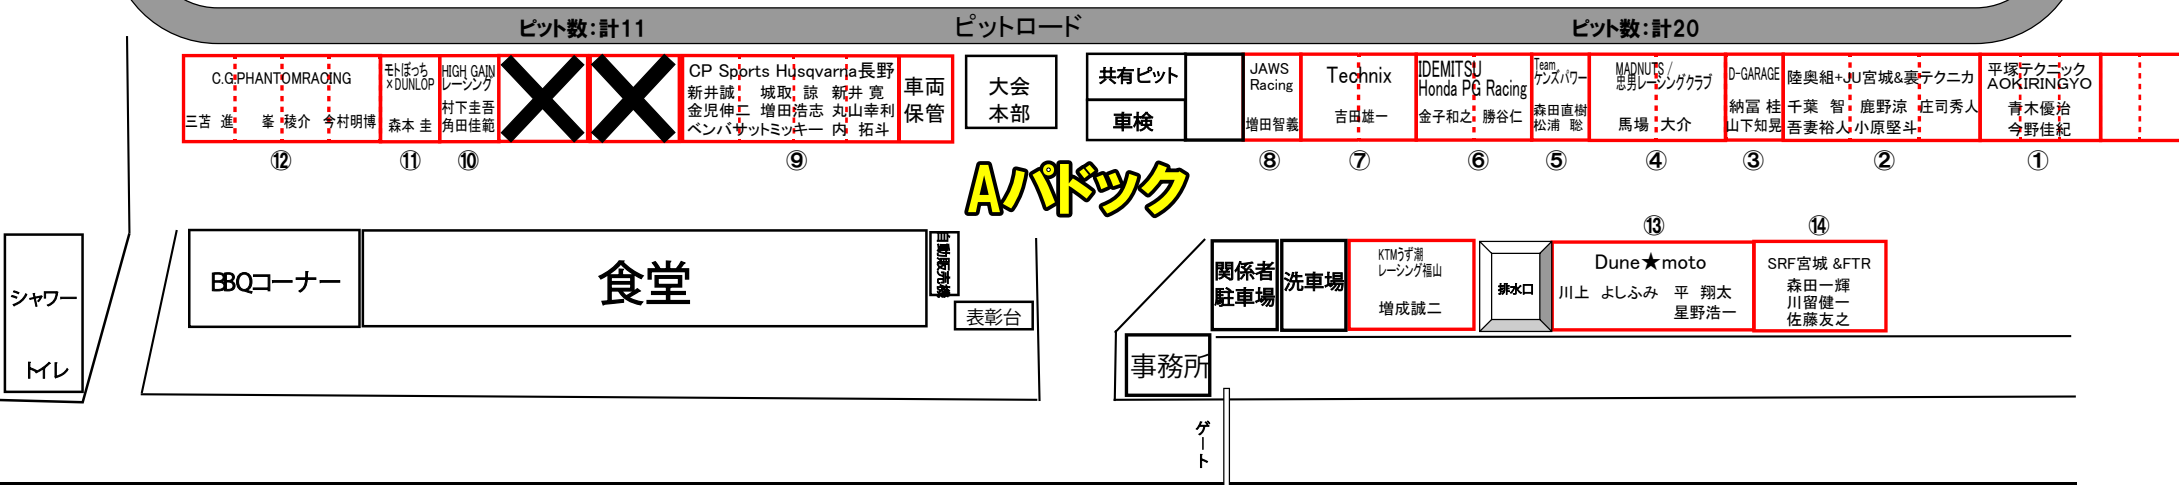 ピット数：計11
ピットロード
ピット数：計20
C.G.PHANTOMRACING
三苫 進 峯 稜介 今村明博
⑫
モトぼっち
×DUNLOP
森本 圭
⑪
HIGH GAIN
レーシング
村下圭吾
角田佳範
⑩
CP Sports Husqvarna長野
新井誠 城取 諒 新井 寛
金児伸二 増田浩志 丸山幸利
ベンバサットミッキー 内 拓斗
⑨
車両
保管
大会
本部
共有ピット
車検
JAWS
Racing
増田智義
⑧
Technix
吉田雄一
⑦
IDEMITSU
Honda PG Racing
金子和之 勝谷仁
⑥
Team
ケンズパワー
森田直樹
松浦 聡
⑤
MADNUTS /
忠男レーシングクラブ
馬場 大介
④
D-GARAGE
納冨 桂
山下知晃
③
陸奥組+JU宮城&裏テクニカ
千葉 智 鹿野涼 庄司秀人
吾妻裕人 小原堅斗
②
平塚テクニック
AOKIRINGYO
青木優治
今野佳紀
①
Aパドック
シャワー
トイレ
BBQコーナー
食堂
自動販売機
表彰台
関係者
駐車場
洗車場
KTMうず潮
レーシング福山
増成誠二
排水口
⑬
Dune★moto
川上 よしふみ 平 翔太
星野浩一
⑭
SRF宮城 &FTR
森田一輝
川留健一
佐藤友之
事務所
ゲート